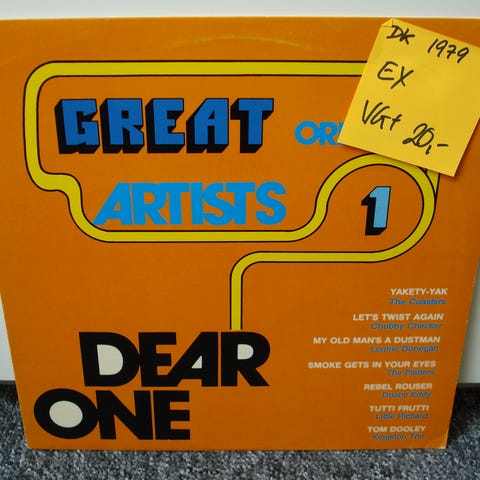 DK 1979
EX
VG+ 20,-
GREAT
ARTISTS 1
YAKETY-YAK
The Coasters
LET'S TWIST AGAIN
Chubby Checker
MY OLD MAN'S A DUSTMAN
Lonnie Donegan
SMOKE GETS IN YOUR EYES
The Platters
REBEL ROUSER
Duane Eddy
TUTTI FRUTTI
Little Richard
TOM DOOLEY
Kingston Trio
DEAR
ONE